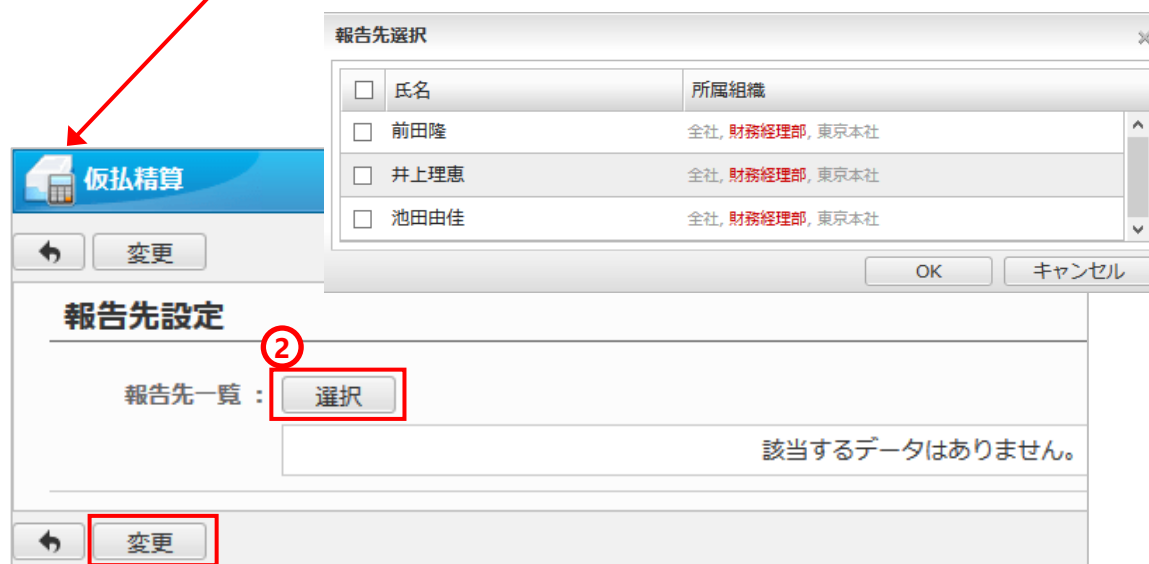 報告先選択
氏名 所属組織
前田隆 全社, 財務経理部, 東京本社
井上理恵 全社, 財務経理部, 東京本社
池田由佳 全社, 財務経理部, 東京本社
OK キャンセル
仮払精算
変更
報告先設定
②
報告先一覧 : 選択
該当するデータはありません。
変更